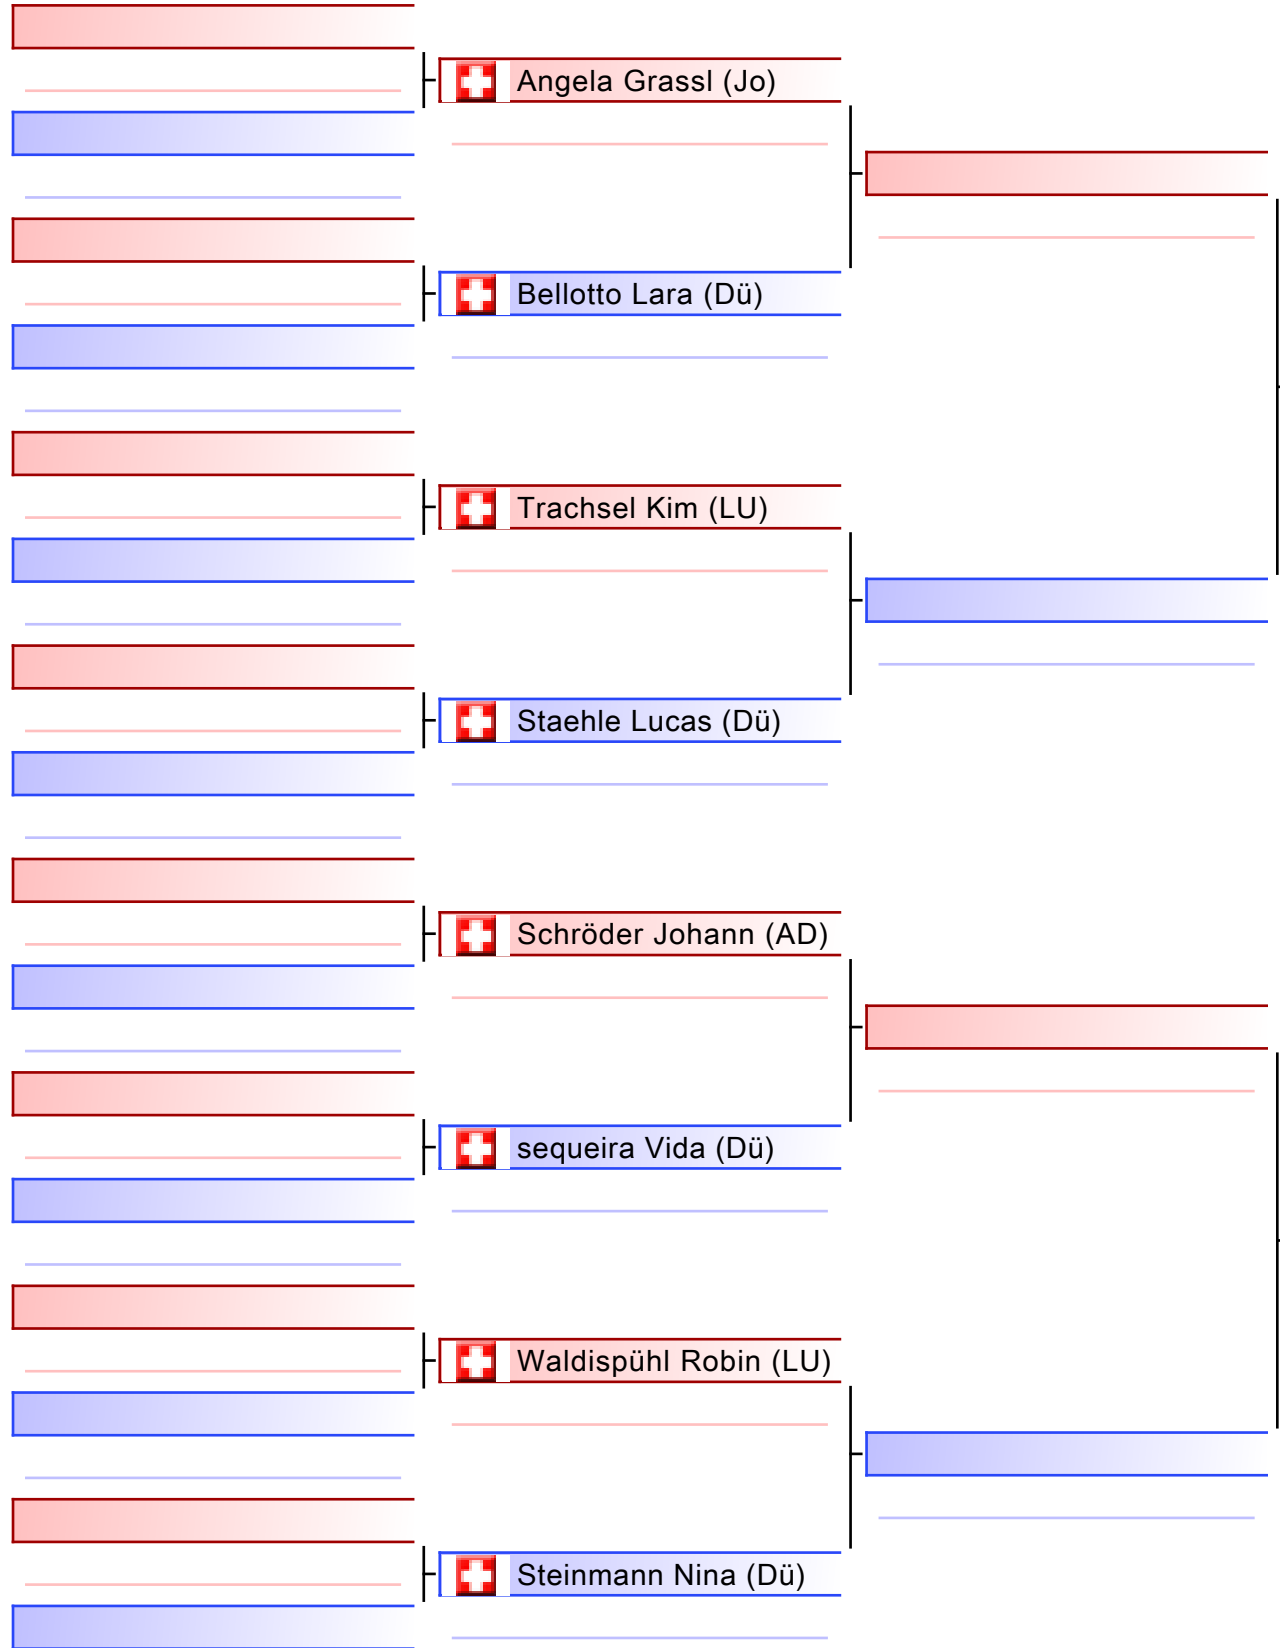 Angela Grassl (Jo)
Bellotto Lara (Dü)
Trachsel Kim (LU)
Staehle Lucas (Dü)
Schröder Johann (AD)
sequeira Vida (Dü)
Waldispühl Robin (LU)
Steinmann Nina (Dü)